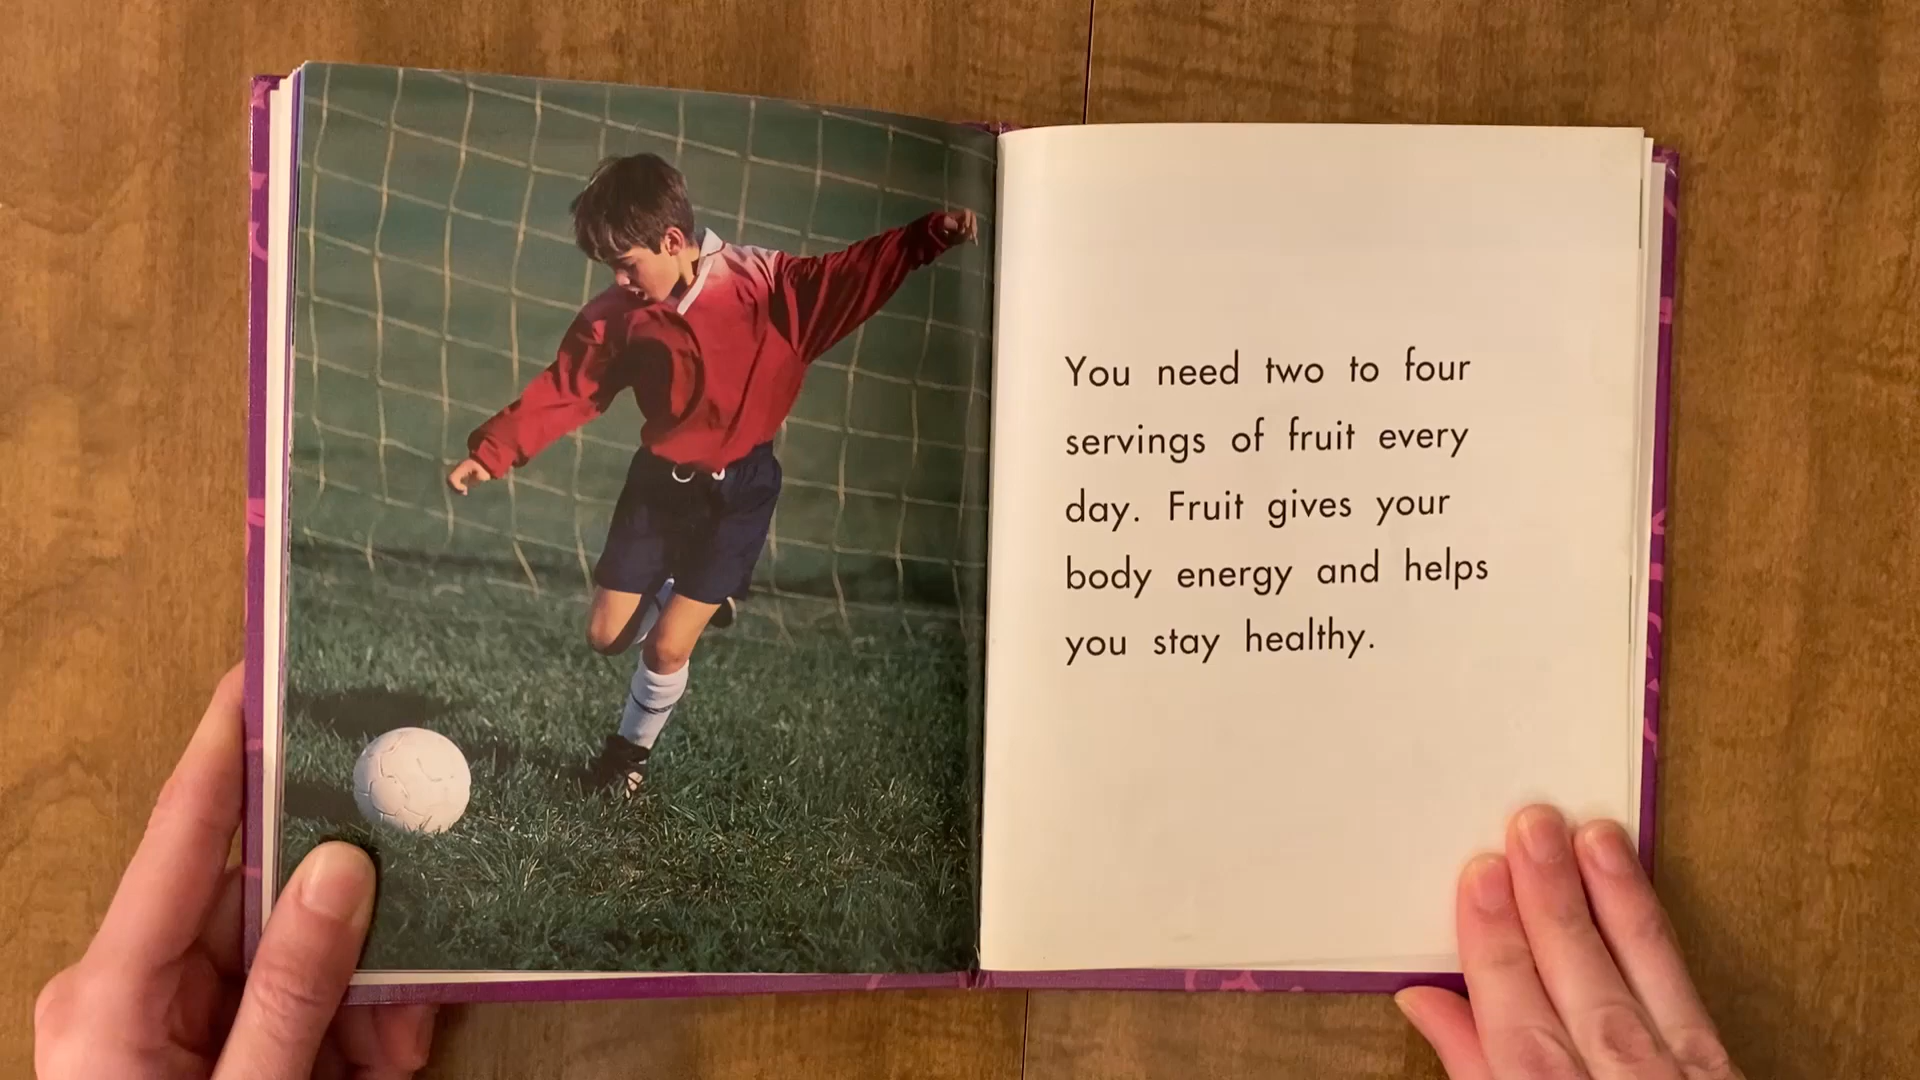 You need two to four
servings of fruit every
day. Fruit gives your
body energy and helps
you stay healthy.